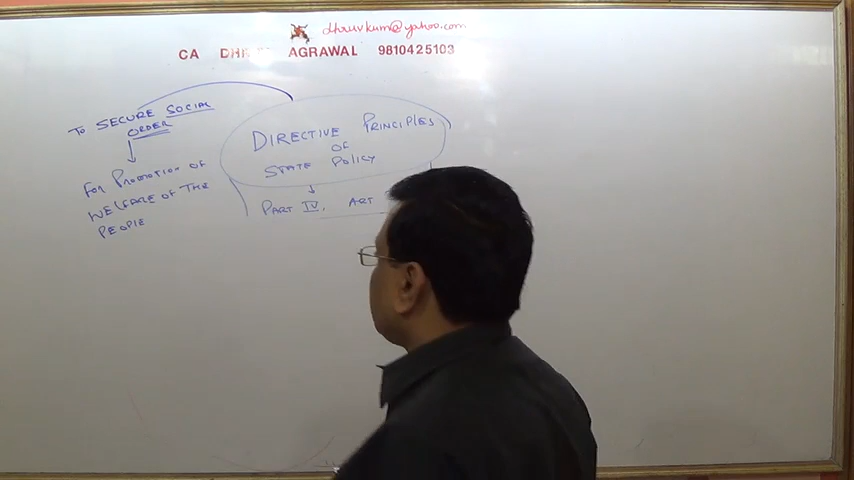 dhruvkum@yahoo.com
CA DH AGRAWAL 9810425103
TO SECURE SOCIAL
ORDER
FOR PROMOTION OF
WELFARE OF THE
PEOPLE
DIRECTIVE PRINCIPLES
OF
STATE POLICY
PART IV, ART